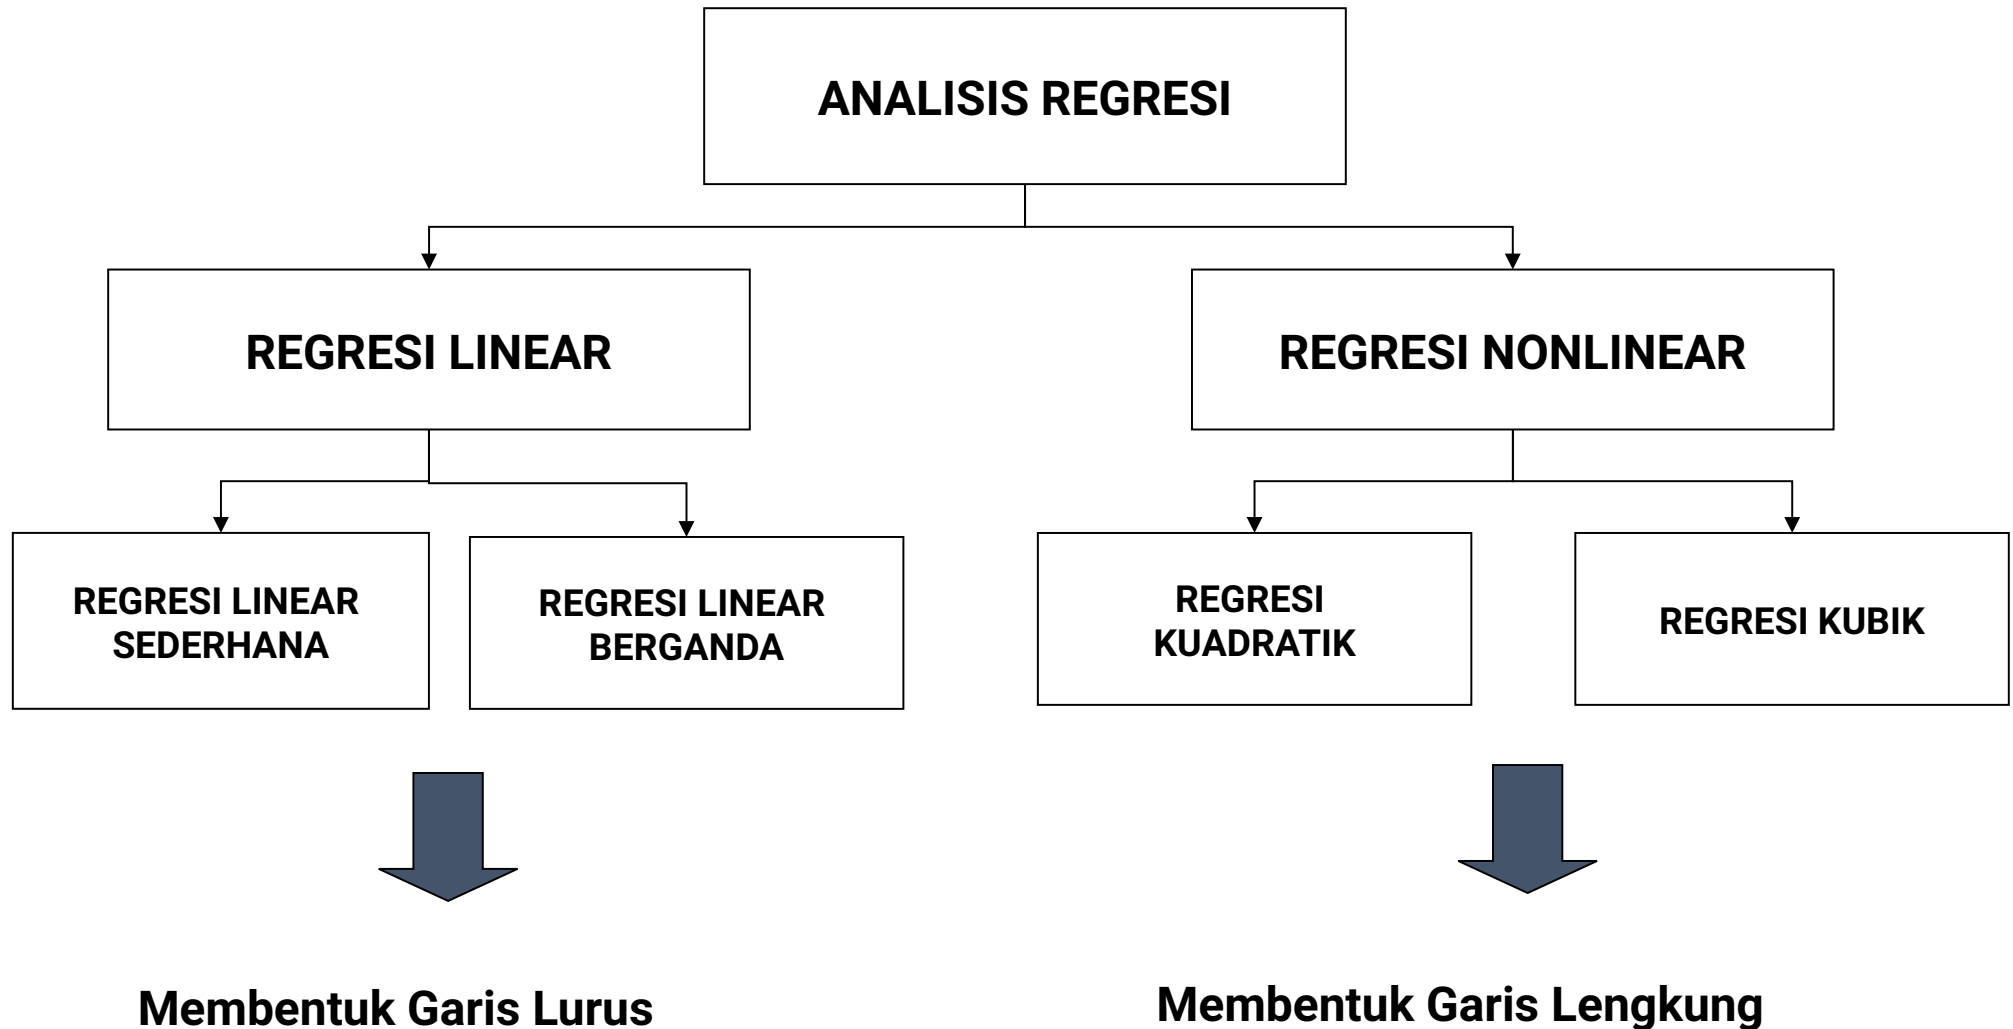 ANALISIS REGRESI
REGRESI LINEAR
REGRESI NONLINEAR
REGRESI LINEAR
SEDERHANA
REGRESI LINEAR
BERGANDA
REGRESI
KUADRATIK
REGRESI KUBIK
Membentuk Garis Lurus
Membentuk Garis Lengkung